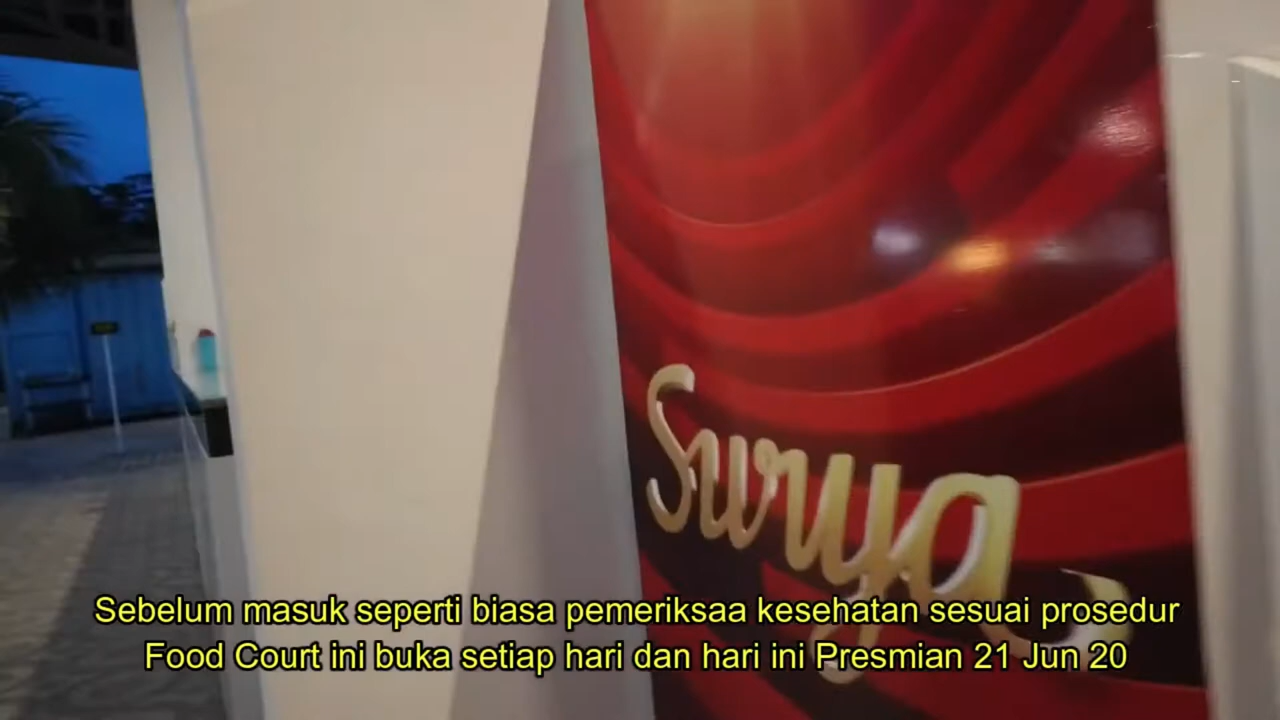 Surya
Sebelum masuk seperti biasa pemeriksaa kesehatan sesuai prosedur
Food Court ini buka setiap hari dan hari ini Presmian 21 Jun 20